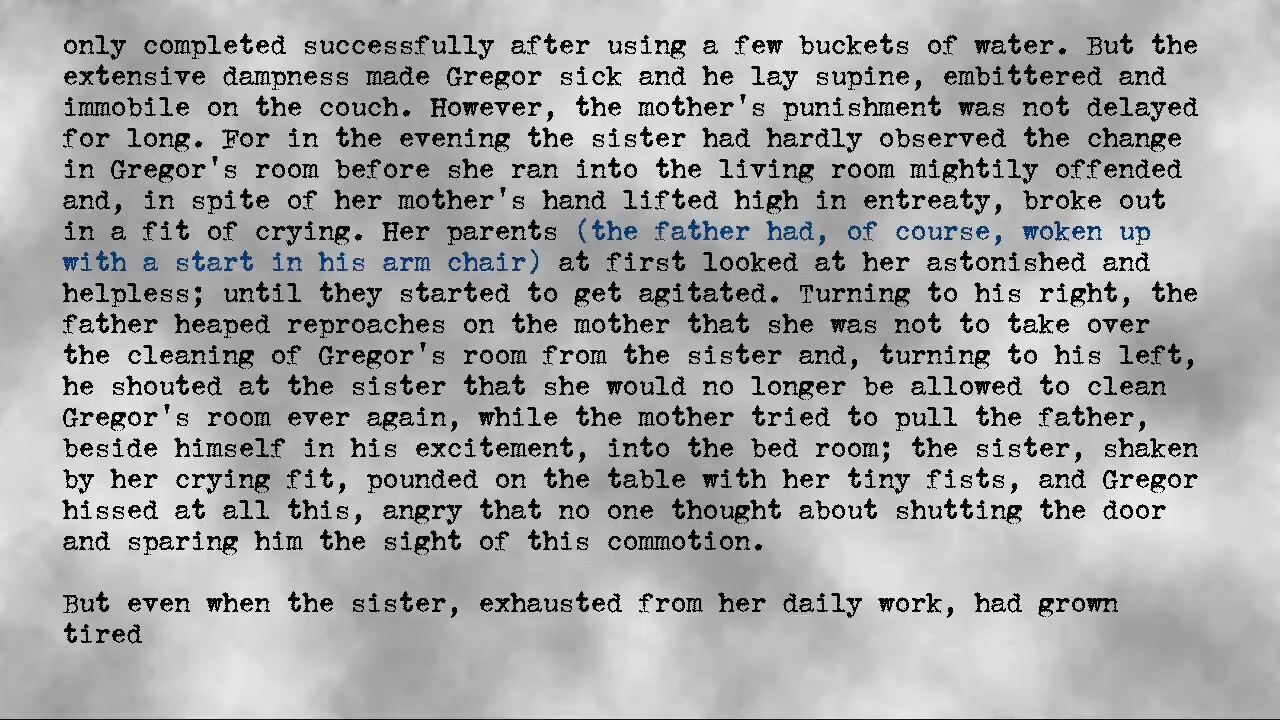 only completed successfully after using a few buckets of water. But the
extensive dampness made Gregor sick and he lay supine, embittered and
immobile on the couch. However, the mother's punishment was not delayed
for long. For in the evening the sister had hardly observed the change
in Gregor's room before she ran into the living room mightily offended
and, in spite of her mother's hand lifted high in entreaty, broke out
in a fit of crying. Her parents (the father had, of course, woken up
with a start in his arm chair) at first looked at her astonished and
helpless; until they started to get agitated. Turning to his right, the
father heaped reproaches on the mother that she was not to take over
the cleaning of Gregor's room from the sister and, turning to his left,
he shouted at the sister that she would no longer be allowed to clean
Gregor's room ever again, while the mother tried to pull the father,
beside himself in his excitement, into the bed room; the sister, shaken
by her crying fit, pounded on the table with her tiny fists, and Gregor
hissed at all this, angry that no one thought about shutting the door
and sparing him the sight of this commotion.

But even when the sister, exhausted from her daily work, had grown
tired